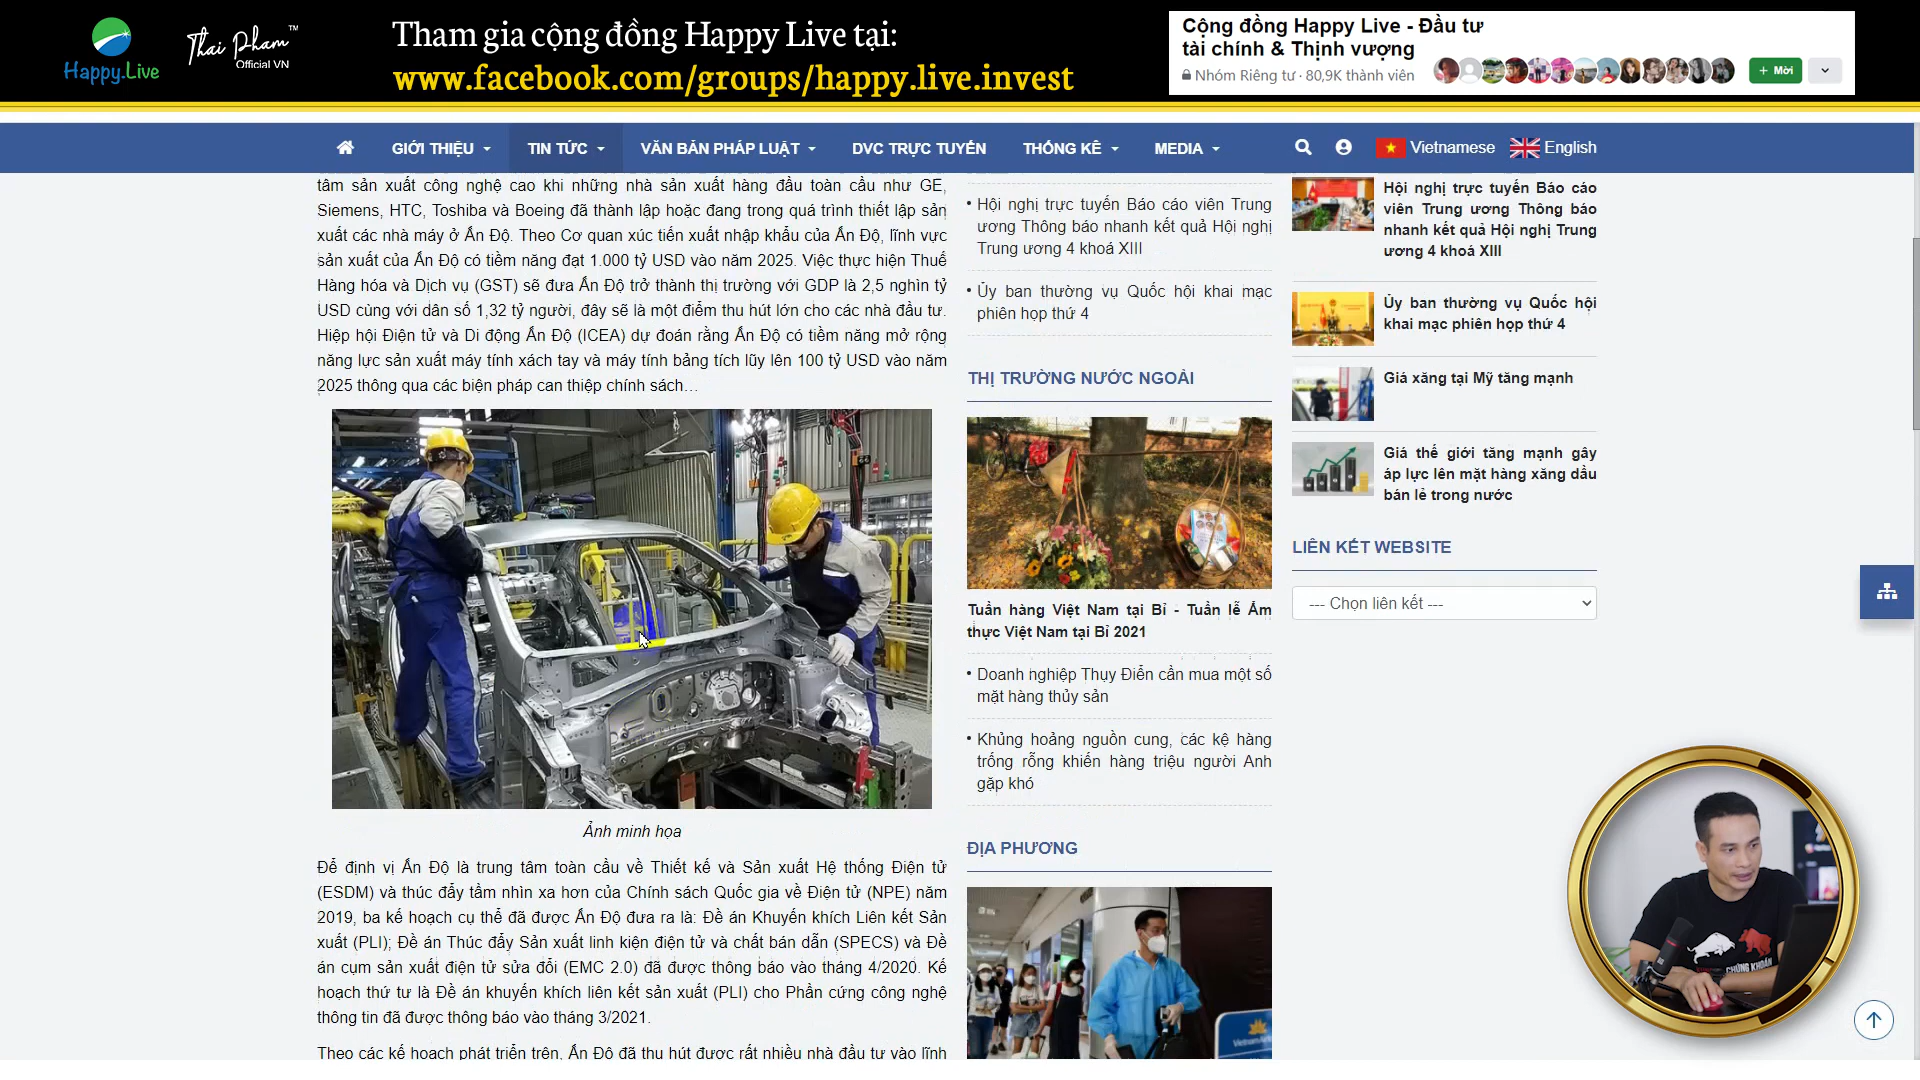 Happy.Live
Thai Pham™
Official VN
Tham gia cộng đồng Happy Live tại:
www.facebook.com/groups/happy.live.invest
Cộng đồng Happy Live - Đầu tư
tài chính & Thịnh vượng
Nhóm Riêng tư · 80,9K thành viên
+ Mời
GIỚI THIỆU
TIN TỨC
VĂN BẢN PHÁP LUẬT
DVC TRỰC TUYẾN
THỐNG KÊ
MEDIA
Vietnamese
English
tâm sản xuất công nghệ cao khi những nhà sản xuất hàng đầu toàn cầu như GE,
Siemens, HTC, Toshiba và Boeing đã thành lập hoặc đang trong quá trình thiết lập sản
xuất các nhà máy ở Ấn Độ. Theo Cơ quan xúc tiến xuất nhập khẩu của Ấn Độ, lĩnh vực
sản xuất của Ấn Độ có tiềm năng đạt 1.000 tỷ USD vào năm 2025. Việc thực hiện Thuế
Hàng hóa và Dịch vụ (GST) sẽ đưa Ấn Độ trở thành thị trường với GDP là 2,5 nghìn tỷ
USD cùng với dân số 1,32 tỷ người, đây sẽ là một điểm thu hút lớn cho các nhà đầu tư.
Hiệp hội Điện tử và Di động Ấn Độ (ICEA) dự đoán rằng Ấn Độ có tiềm năng mở rộng
năng lực sản xuất máy tính xách tay và máy tính bảng tích lũy lên 100 tỷ USD vào năm
2025 thông qua các biện pháp can thiệp chính sách…
Ảnh minh họa
Để định vị Ấn Độ là trung tâm toàn cầu về Thiết kế và Sản xuất Hệ thống Điện tử
(ESDM) và thúc đẩy tầm nhìn xa hơn của Chính sách Quốc gia về Điện tử (NPE) năm
2019, ba kế hoạch cụ thể đã được Ấn Độ đưa ra là: Đề án Khuyến khích Liên kết Sản
xuất (PLI); Đề án Thúc đẩy Sản xuất linh kiện điện tử và chất bán dẫn (SPECS) và Đề
án cụm sản xuất điện tử sửa đổi (EMC 2.0) đã được thông báo vào tháng 4/2020. Kế
hoạch thứ tư là Đề án khuyến khích liên kết sản xuất (PLI) cho Phần cứng công nghệ
thông tin đã được thông báo vào tháng 3/2021.
Theo các kế hoạch phát triển trên, Ấn Độ đã thu hút được rất nhiều nhà đầu tư vào lĩnh
• Hội nghị trực tuyến Báo cáo viên Trung
ương Thông báo nhanh kết quả Hội nghị
Trung ương 4 khoá XIII
• Ủy ban thường vụ Quốc hội khai mạc
phiên họp thứ 4
THỊ TRƯỜNG NƯỚC NGOÀI
Tuần hàng Việt Nam tại Bỉ - Tuần lễ Ẩm
thực Việt Nam tại Bỉ 2021
• Doanh nghiệp Thụy Điển cần mua một số
mặt hàng thủy sản
• Khủng hoảng nguồn cung, các kệ hàng
trống rỗng khiến hàng triệu người Anh
gặp khó
ĐỊA PHƯƠNG
Hội nghị trực tuyến Báo cáo
viên Trung ương Thông báo
nhanh kết quả Hội nghị Trung
ương 4 khoá XIII
Ủy ban thường vụ Quốc hội
khai mạc phiên họp thứ 4
Giá xăng tại Mỹ tăng mạnh
Giá thế giới tăng mạnh gây
áp lực lên mặt hàng xăng dầu
bán lẻ trong nước
LIÊN KẾT WEBSITE
--- Chọn liên kết ---
CHỨNG KHOÁN